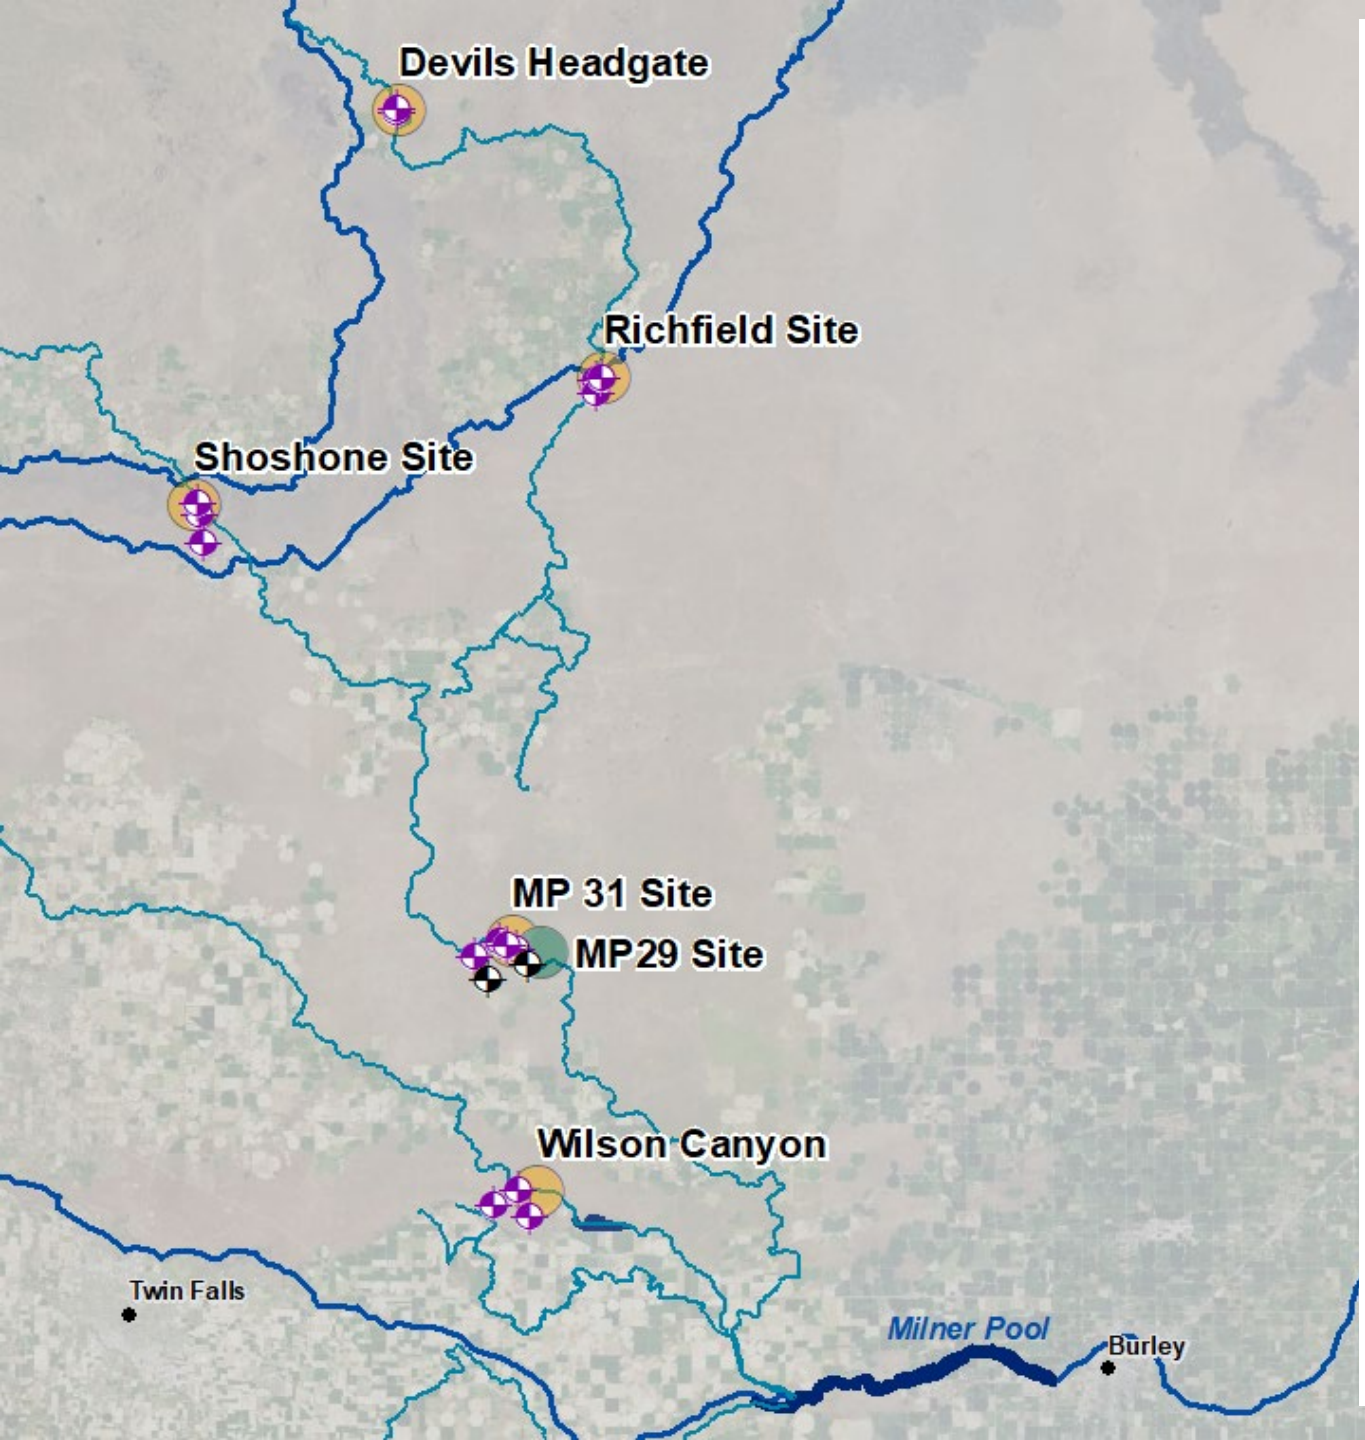 Devils Headgate
Richfield Site
Shoshone Site
MP 31 Site
MP29 Site
Wilson Canyon
Twin Falls
Milner Pool
Burley